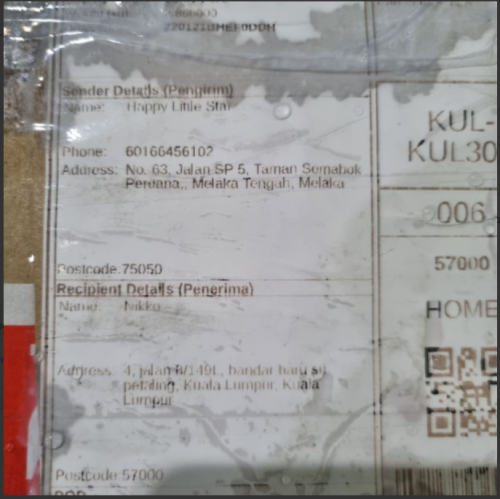 220121BMEF0DDM
Sender Details (Pengirim)
Name: Happy Little Star
Phone: 60166456102
Address: No. 63, Jalan SP 5, Taman Semabok
Perdana,, Melaka Tengah, Melaka
Postcode:75050
Recipient Details (Penerima)
Name: Nikko
Address: 4, jalan 8/149L, bandar baru sri
petaling, Kuala Lumpur, Kuala
Lumpur
Postcode:57000
KUL-
KUL30
006
57000
HOME